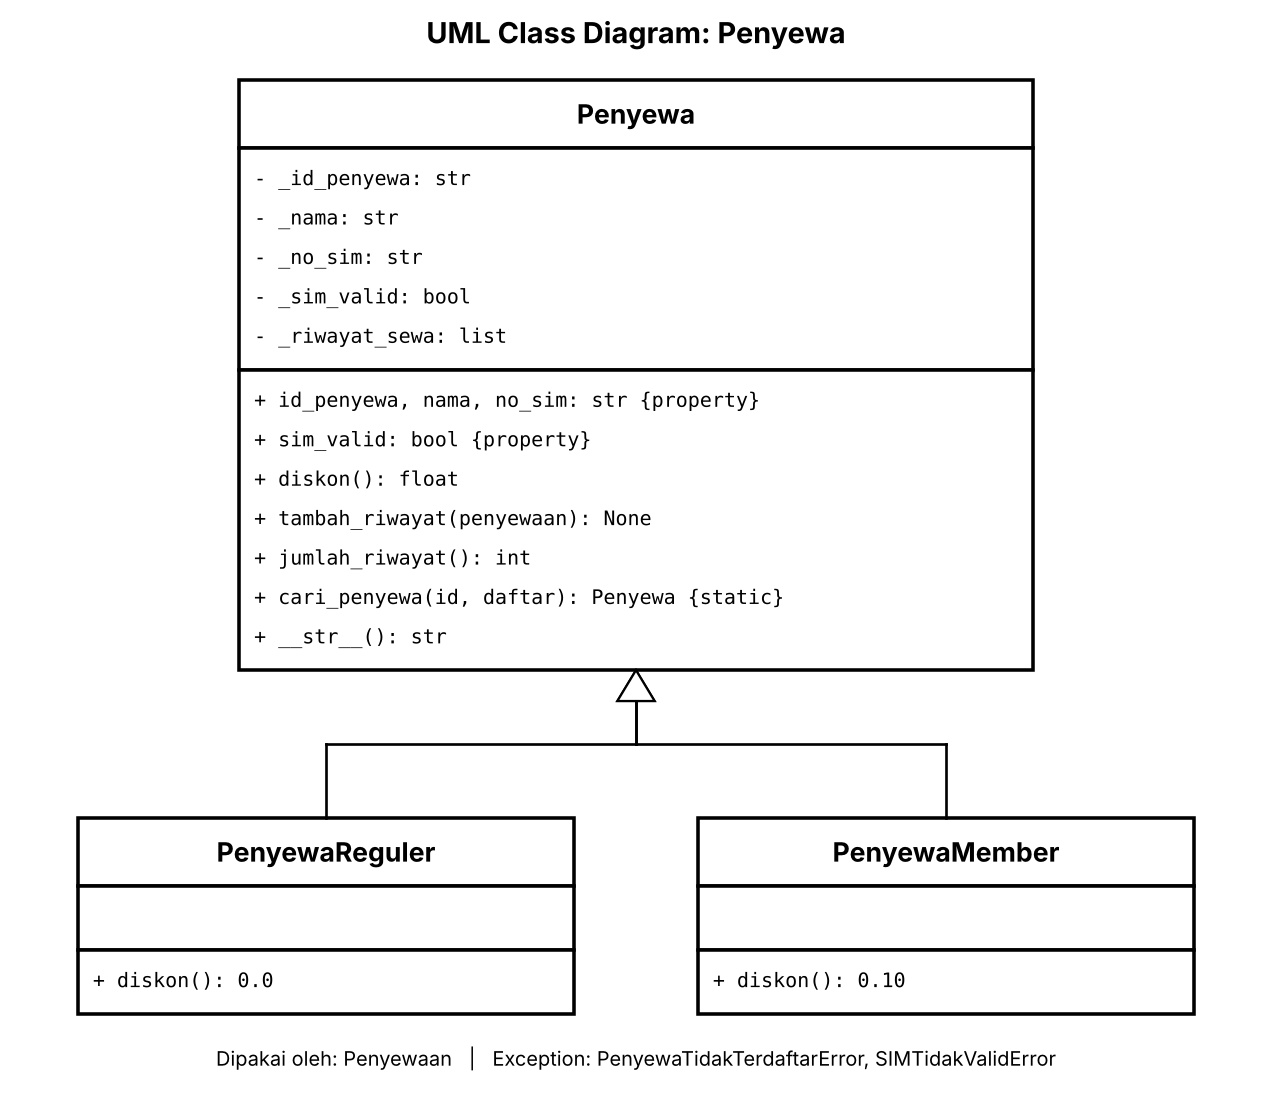 UML Class Diagram: Penyewa
Penyewa
- _id_penyewa: str
- _nama: str
- _no_sim: str
- _sim_valid: bool
- _riwayat_sewa: list
+ id_penyewa, nama, no_sim: str {property}
+ sim_valid: bool {property}
+ diskon(): float
+ tambah_riwayat(penyewaan): None
+ jumlah_riwayat(): int
+ cari_penyewa(id, daftar): Penyewa {static}
+ __str__(): str
PenyewaReguler
+ diskon(): 0.0
PenyewaMember
+ diskon(): 0.10
Dipakai oleh: Penyewaan | Exception: PenyewaTidakTerdaftarError, SIMTidakValidError